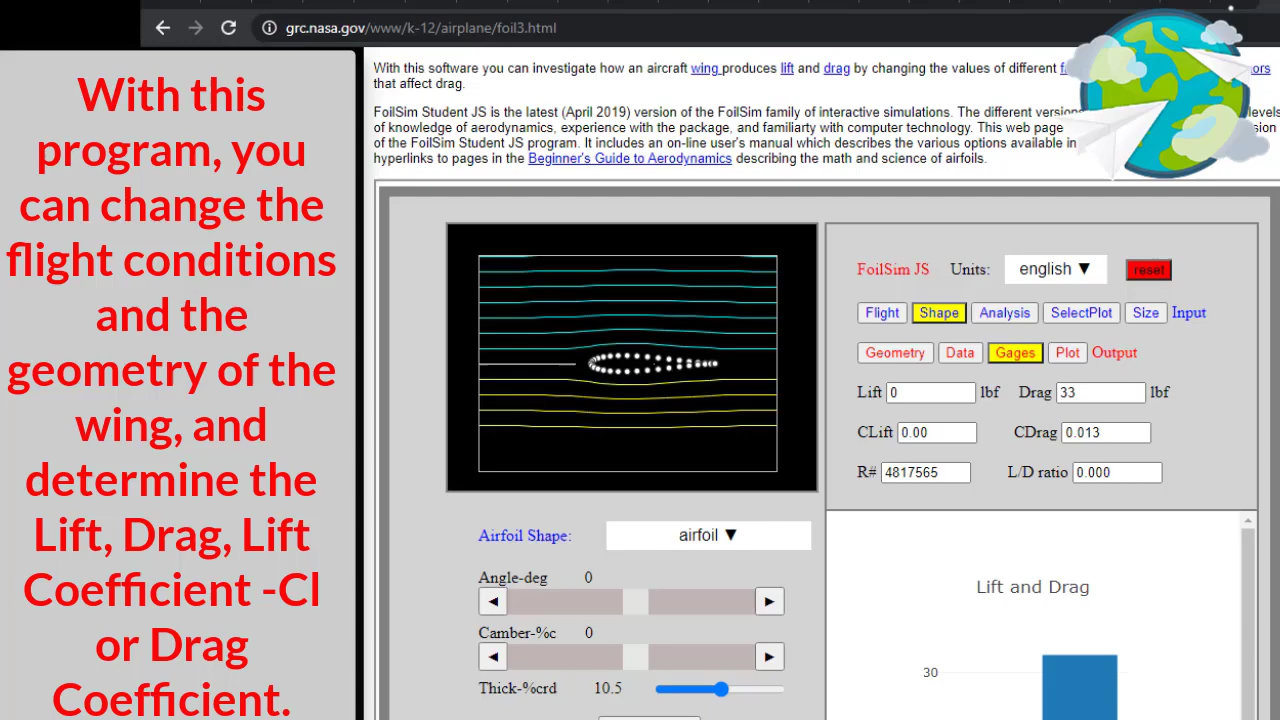 grc.nasa.gov/www/k-12/airplane/foil3.html
With this
program, you
can change the
flight conditions
and the
geometry of the
wing, and
determine the
Lift, Drag, Lift
Coefficient -Cl
or Drag
Coefficient.
With this software you can investigate how an aircraft wing produces lift and drag by changing the values of different
that affect drag.
FoilSim Student JS is the latest (April 2019) version of the FoilSim family of interactive simulations. The different levels
of knowledge of aerodynamics, experience with the package, and familiarty with computer technology. This web page
of the FoilSim Student JS program. It includes an on-line user's manual which describes the various options available in
hyperlinks to pages in the Beginner's Guide to Aerodynamics describing the math and science of airfoils.
FoilSim JS Units: english ▼ reset
Flight Shape Analysis SelectPlot Size Input
Geometry Data Gages Plot Output
Lift 0 lbf Drag 33 lbf
CLift 0.00 CDrag 0.013
R# 4817565 L/D ratio 0.000
Airfoil Shape: airfoil ▼
Angle-deg 0
Camber-%c 0
Thick-%crd 10.5
Lift and Drag
30